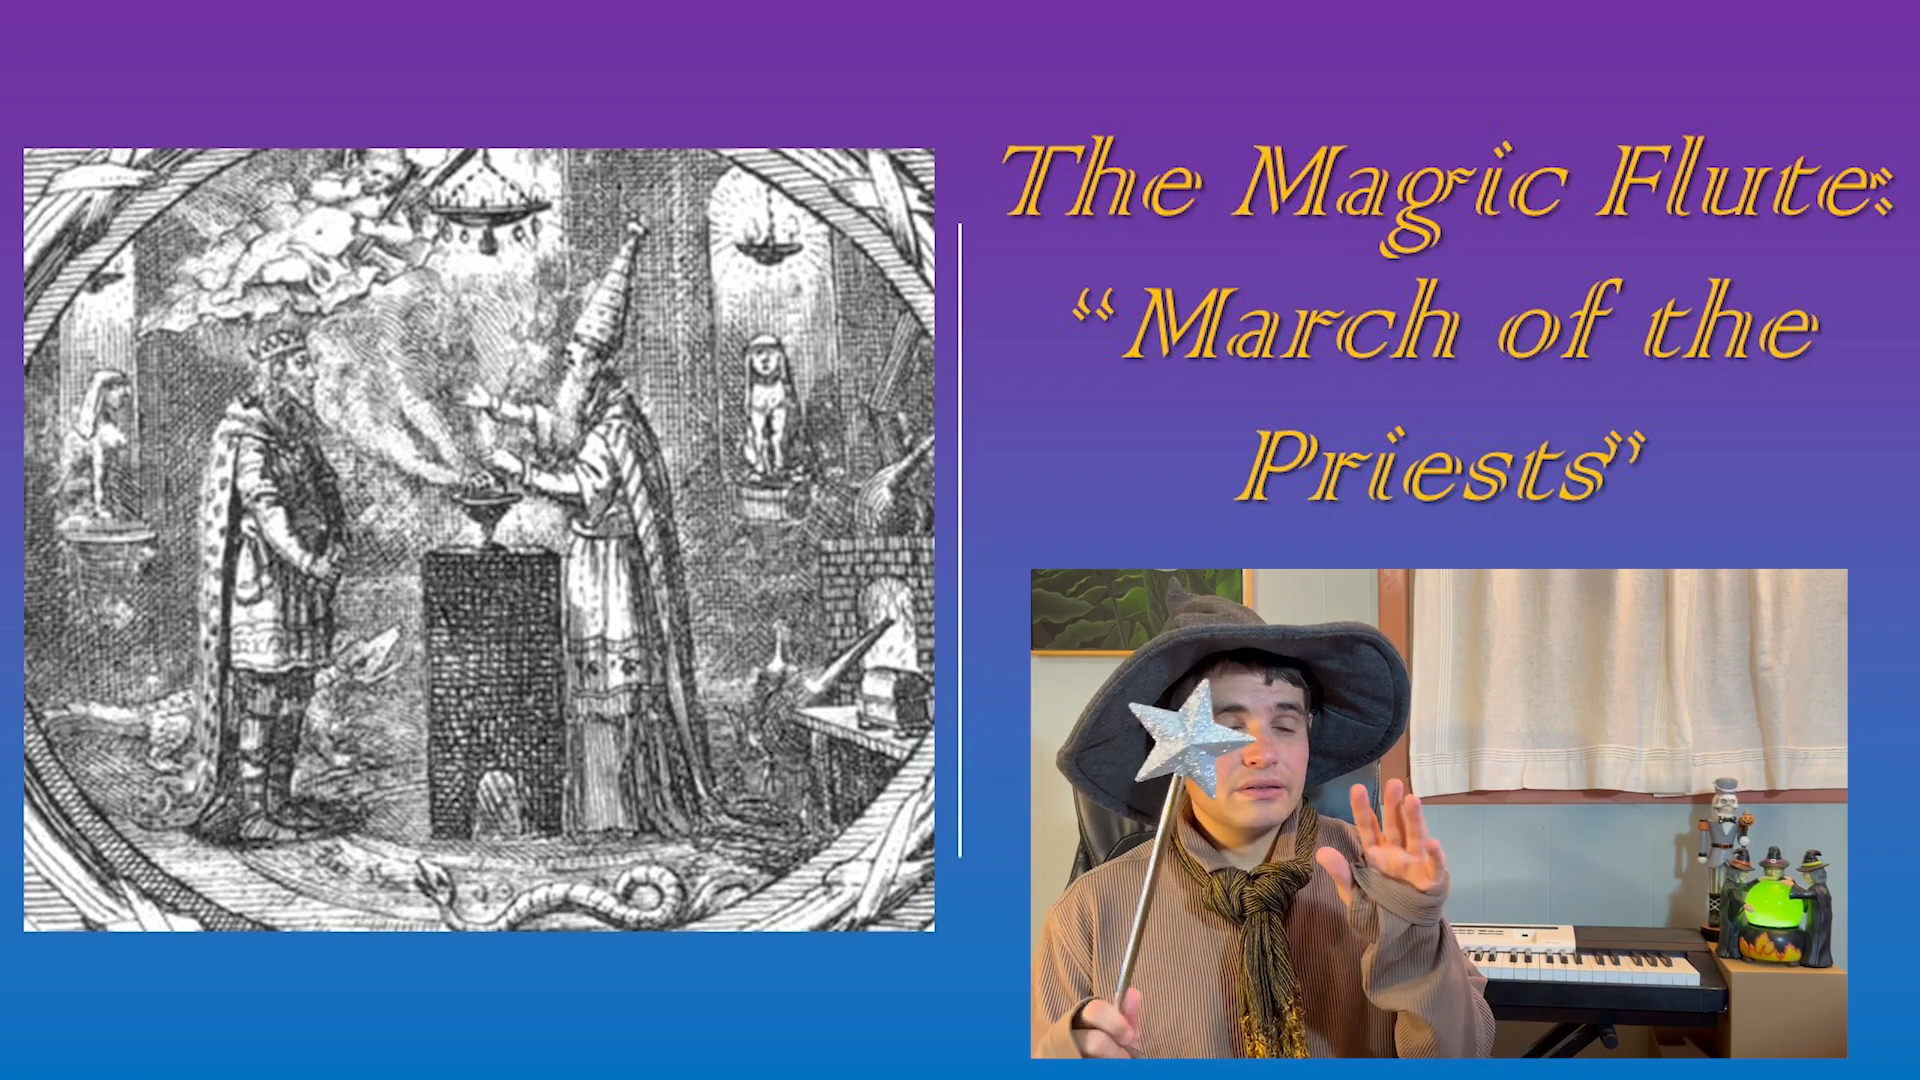 The Magic Flute:
“March of the
Priests”